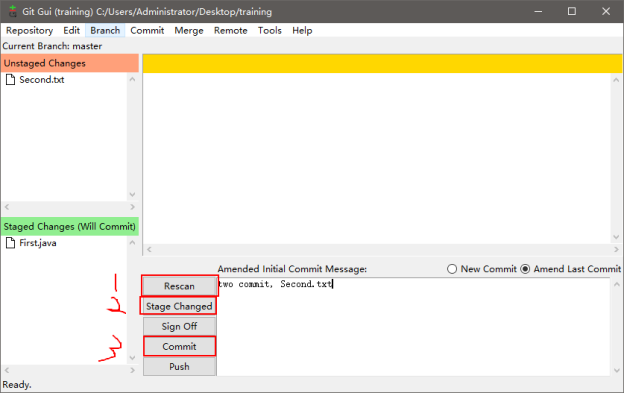 Git Gui (training) C:/Users/Administrator/Desktop/training
Repository Edit Branch Commit Merge Remote Tools Help
Current Branch: master
Unstaged Changes
Second.txt
Staged Changes (Will Commit)
First.java
Amended Initial Commit Message: New Commit Amend Last Commit
1 Rescan
two commit, Second.txt
2 Stage Changed
Sign Off
3 Commit
Push
Ready.